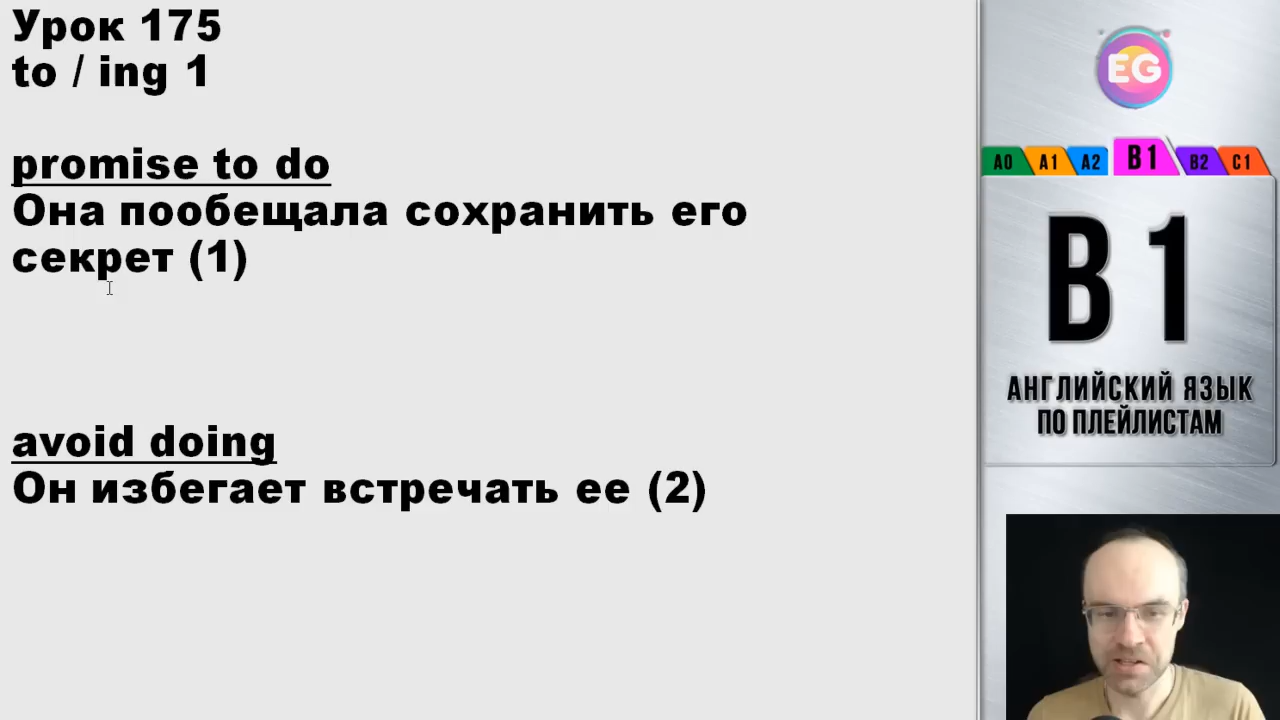 Урок 175
to / ing 1
promise to do
Она пообещала сохранить его
секрет (1)
avoid doing
Он избегает встречать ее (2)
EG
A0 A1 A2 B1 B2 C1
B 1
АНГЛИЙСКИЙ ЯЗЫК
ПО ПЛЕЙЛИСТАМ